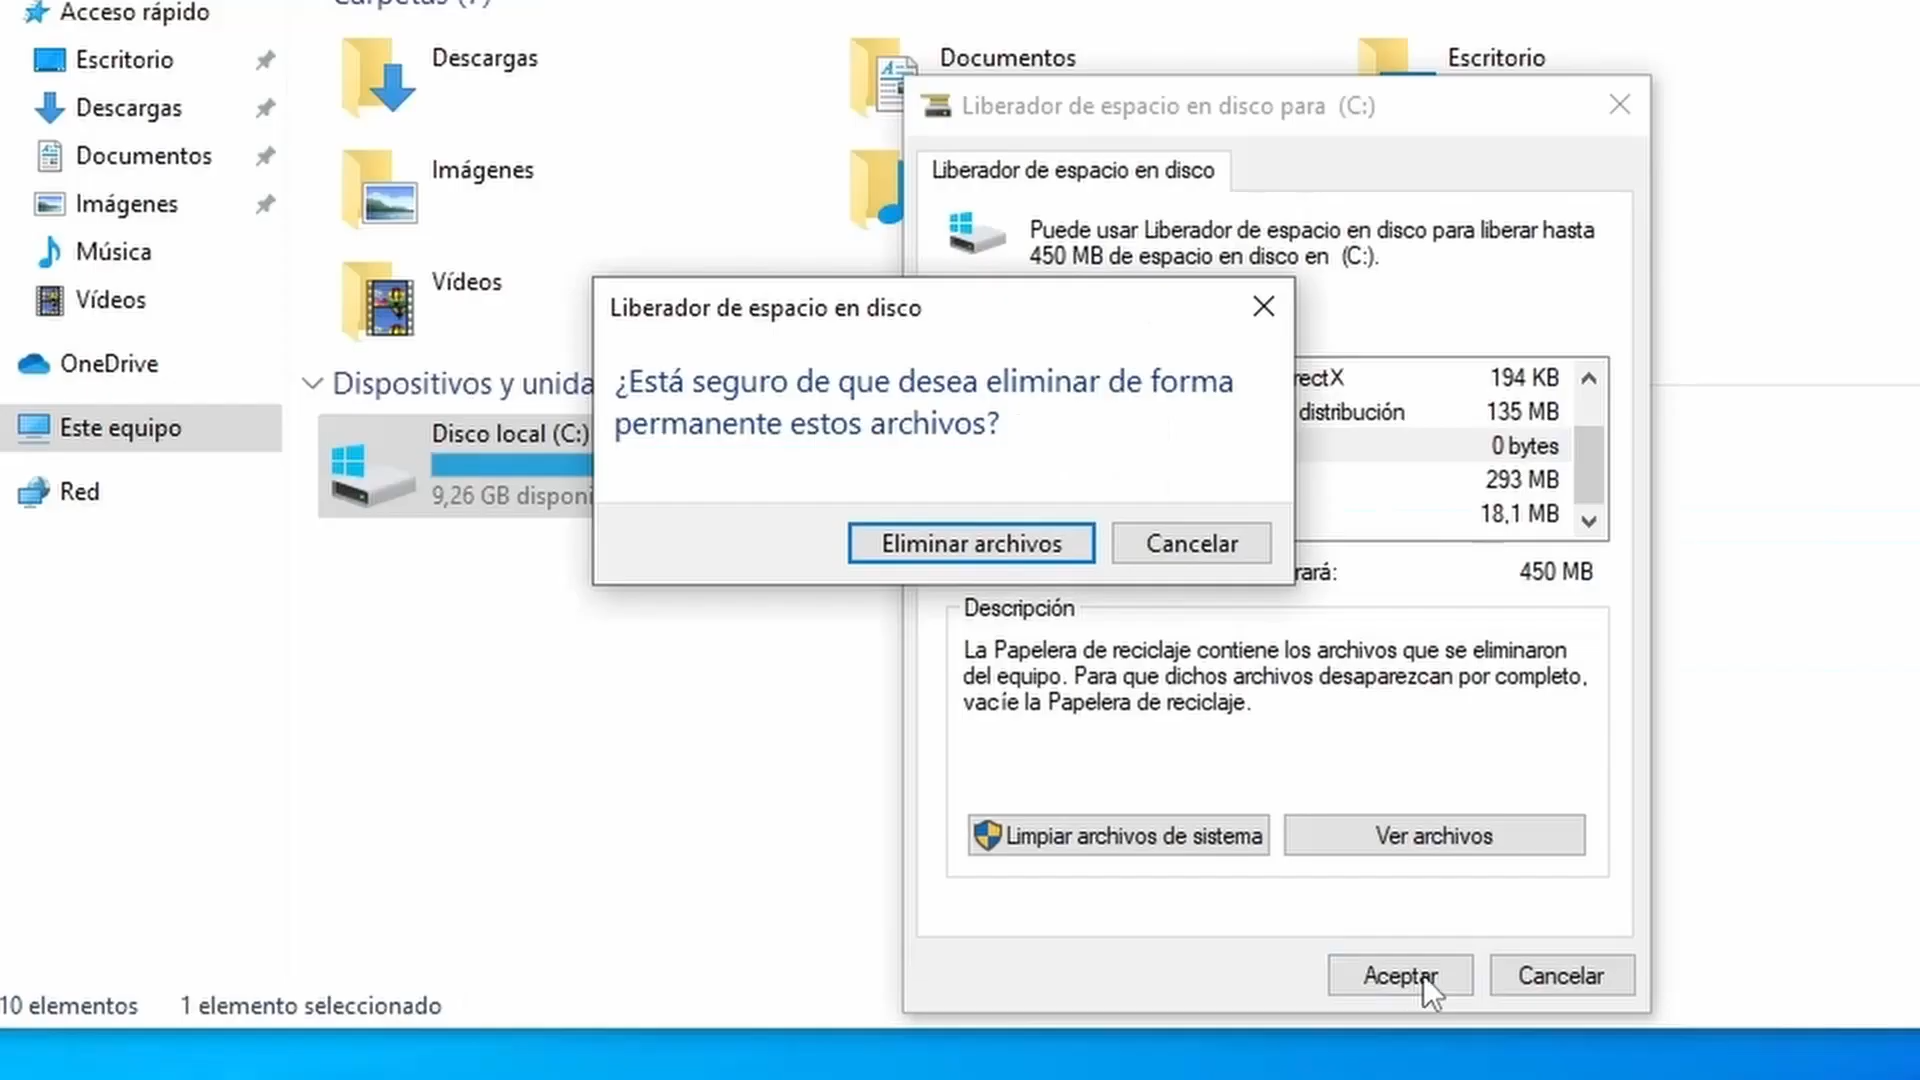 Acceso rápido
Escritorio
Descargas
Documentos
Imágenes
Música
Vídeos
OneDrive
Este equipo
Red
Carpetas (7)
Descargas
Documentos
Escritorio
Imágenes
Vídeos
Dispositivos y unida
Disco local (C:)
9,26 GB disponi
Liberador de espacio en disco para (C:)
Liberador de espacio en disco
Puede usar Liberador de espacio en disco para liberar hasta
450 MB de espacio en disco en (C:).
rectX 194 KB
distribución 135 MB
0 bytes
293 MB
18,1 MB
rará: 450 MB
Descripción
La Papelera de reciclaje contiene los archivos que se eliminaron
del equipo. Para que dichos archivos desaparezcan por completo,
vacíe la Papelera de reciclaje.
Limpiar archivos de sistema
Ver archivos
Aceptar
Cancelar
Liberador de espacio en disco
¿Está seguro de que desea eliminar de forma
permanente estos archivos?
Eliminar archivos
Cancelar
10 elementos
1 elemento seleccionado